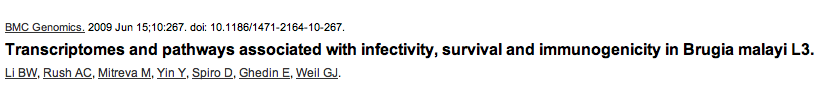 BMC Genomics. 2009 Jun 15;10:267. doi: 10.1186/1471-2164-10-267.
Transcriptomes and pathways associated with infectivity, survival and immunogenicity in Brugia malayi L3.
Li BW, Rush AC, Mitreva M, Yin Y, Spiro D, Ghedin E, Weil GJ.